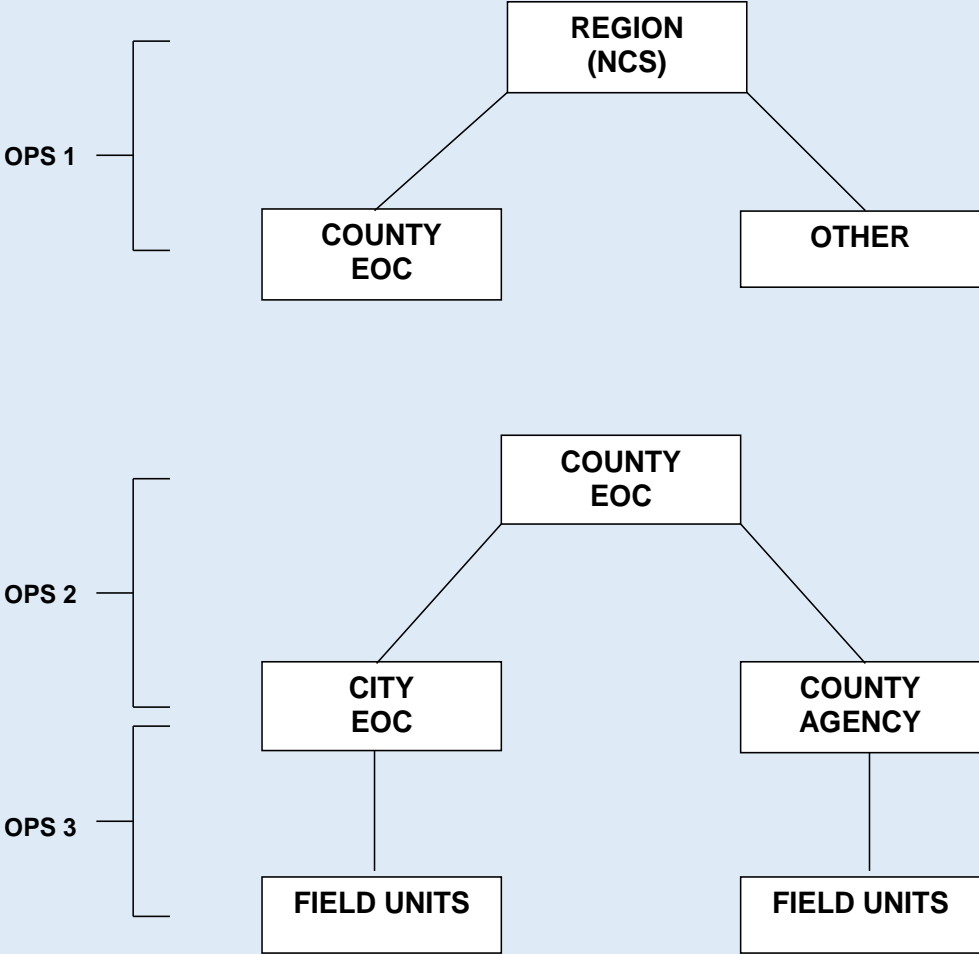 REGION
(NCS)
OPS 1
COUNTY
EOC
OTHER
COUNTY
EOC
OPS 2
CITY
EOC
COUNTY
AGENCY
OPS 3
FIELD UNITS
FIELD UNITS